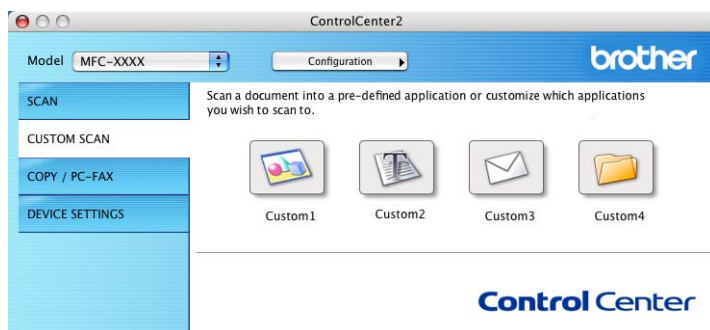 ControlCenter2
Model MFC-XXXX Configuration brother
SCAN
CUSTOM SCAN
COPY / PC-FAX
DEVICE SETTINGS
Scan a document into a pre-defined application or customize which applications
you wish to scan to.
T
Custom1 Custom2 Custom3 Custom4
Control Center